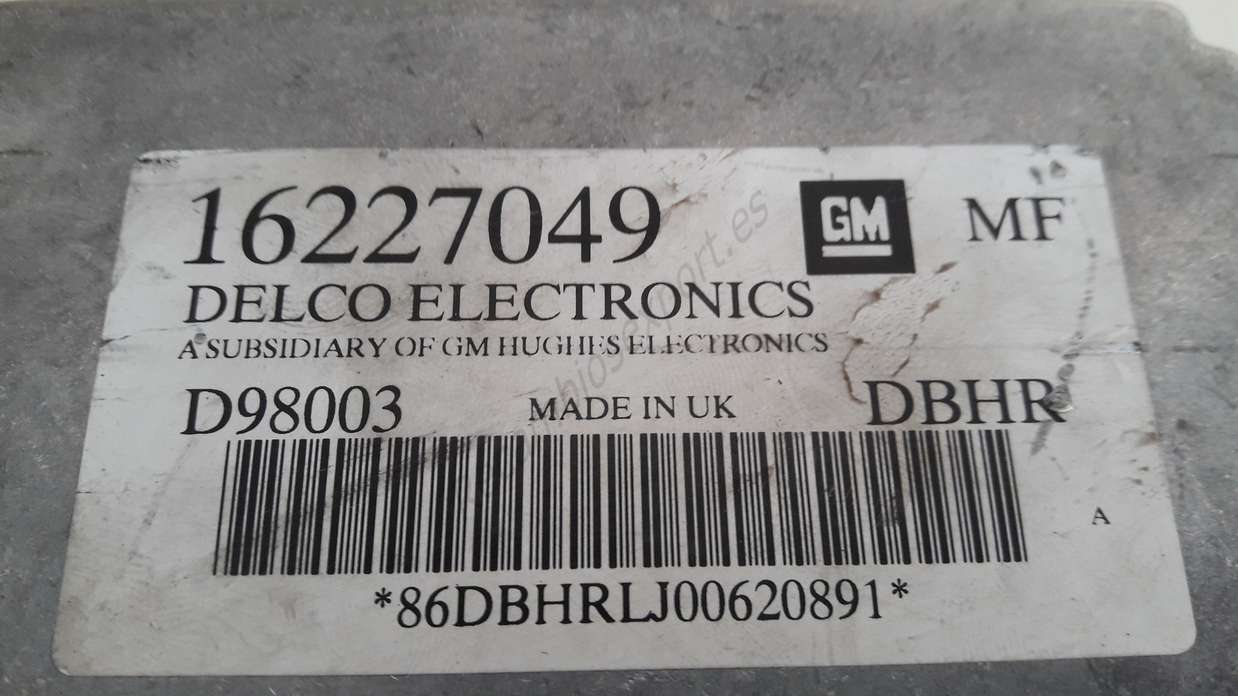 16227049 GM MF
DELCO ELECTRONICS
A SUBSIDIARY OF GM HUGHES ELECTRONICS
D98003 MADE IN UK DBHR
A
*86DBHRLJ00620891*